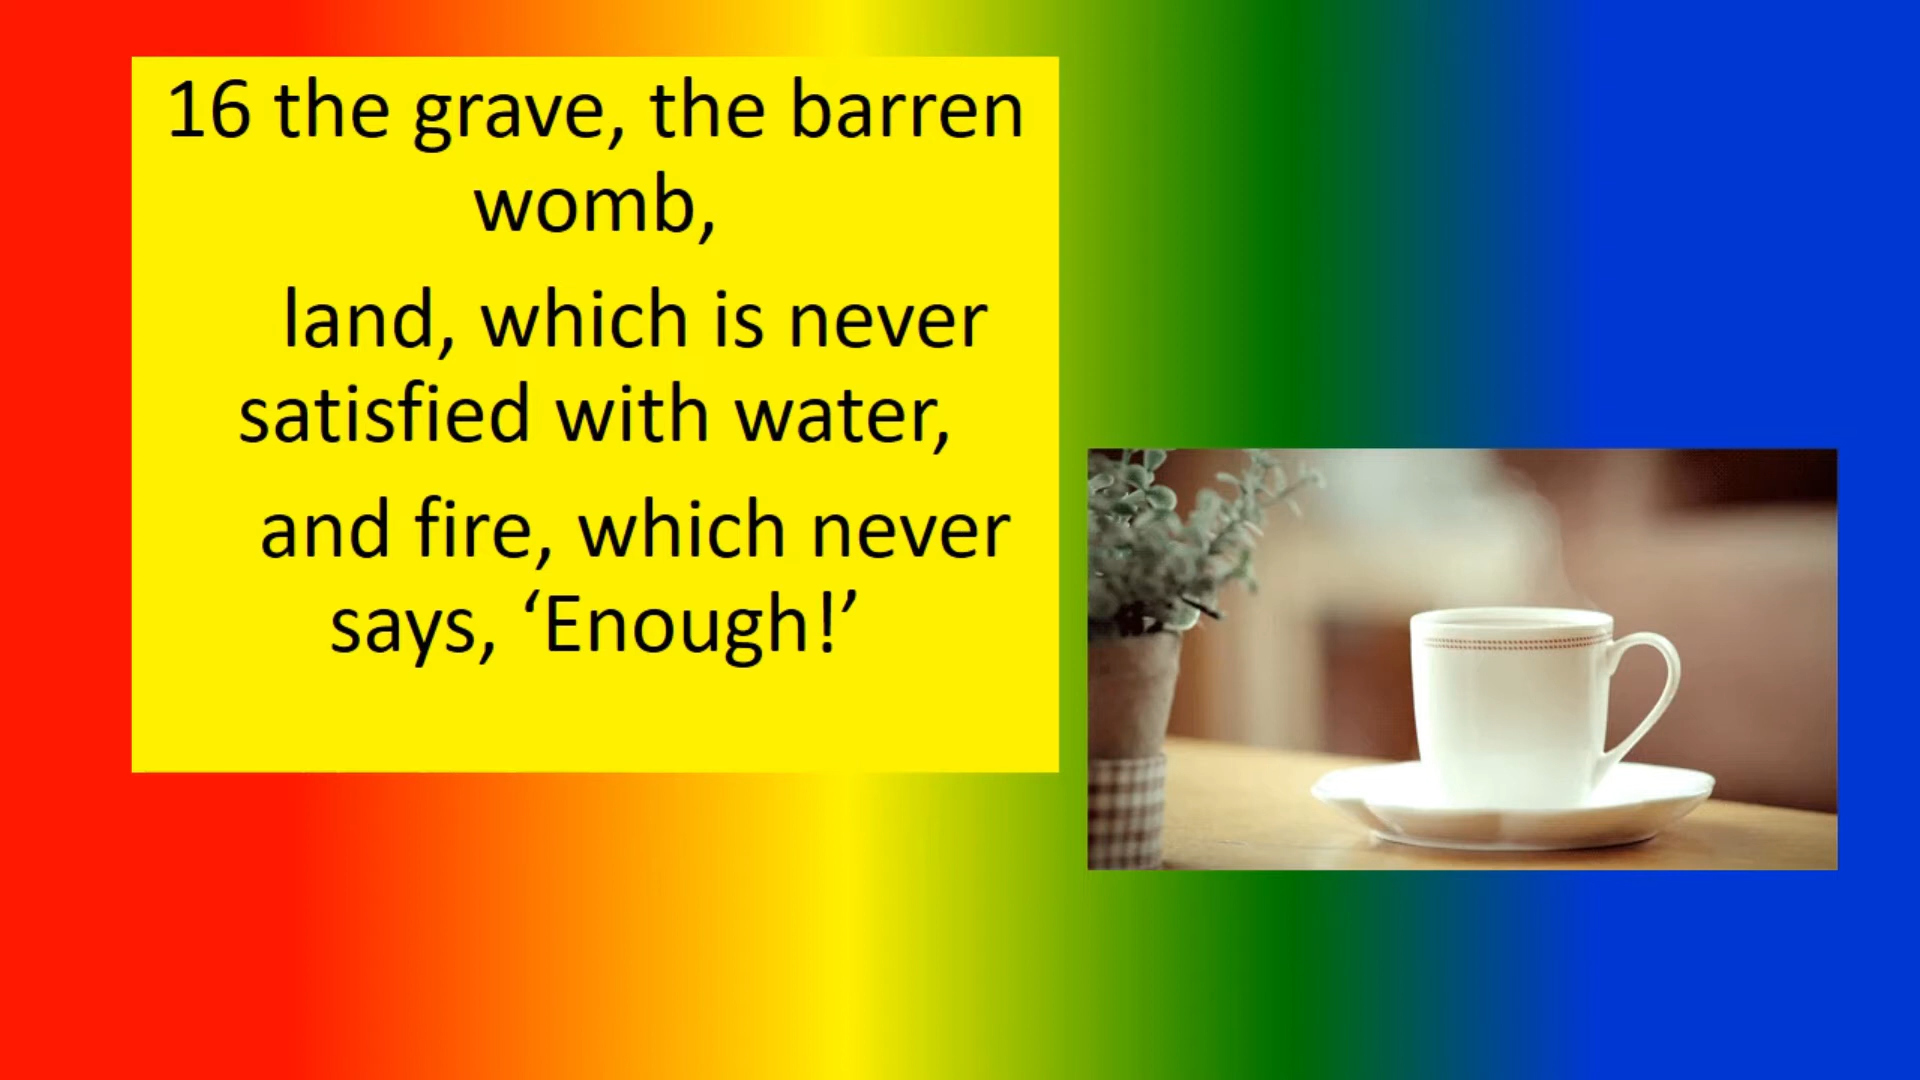 16 the grave, the barren
womb,
land, which is never
satisfied with water,
and fire, which never
says, ‘Enough!’